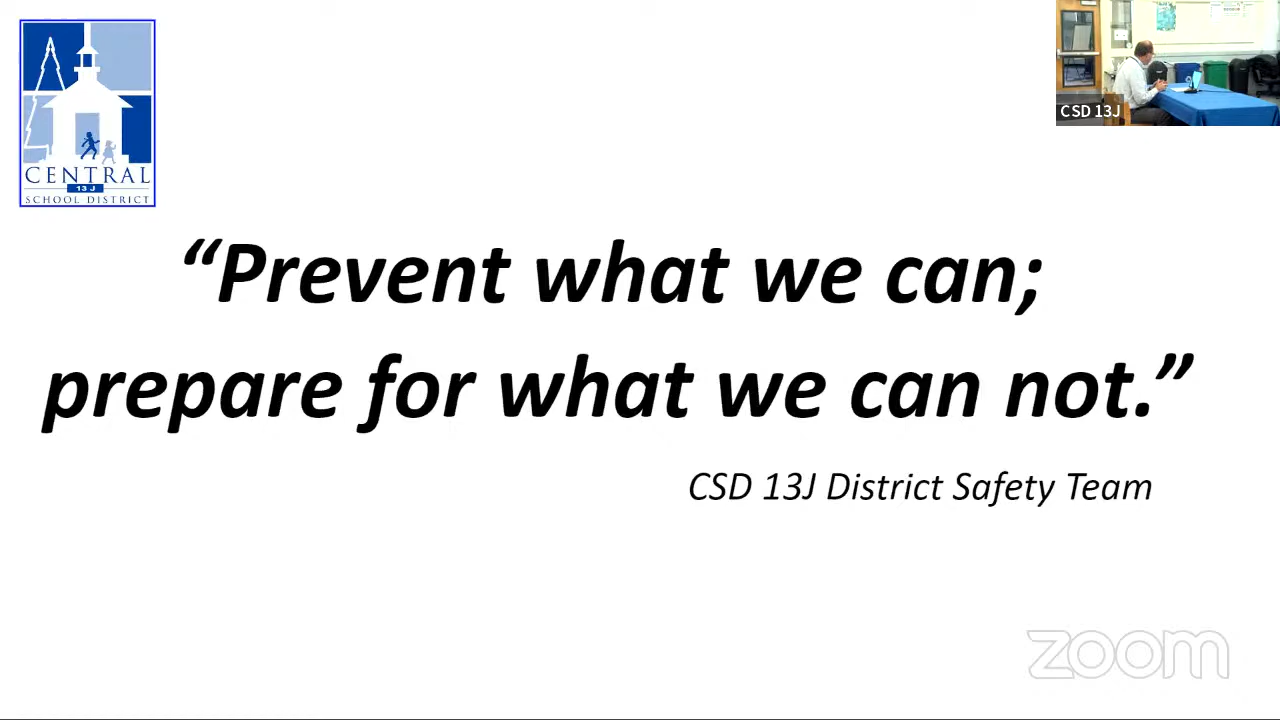 CENTRAL
13 J
SCHOOL DISTRICT
CSD 13J
“Prevent what we can;
prepare for what we can not.”
CSD 13J District Safety Team
zoom